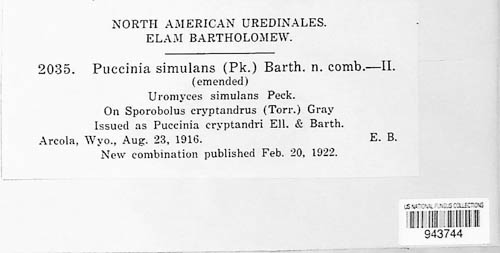 NORTH AMERICAN UREDINALES.
ELAM BARTHOLOMEW.
2035. Puccinia simulans (Pk.) Barth. n. comb.—II.
(emended)
Uromyces simulans Peck.
On Sporobolus cryptandrus (Torr.) Gray
Issued as Puccinia cryptandri Ell. & Barth.
Arcola, Wyo., Aug. 23, 1916. E. B.
New combination published Feb. 20, 1922.
US NATIONAL FUNGUS COLLECTIONS
943744